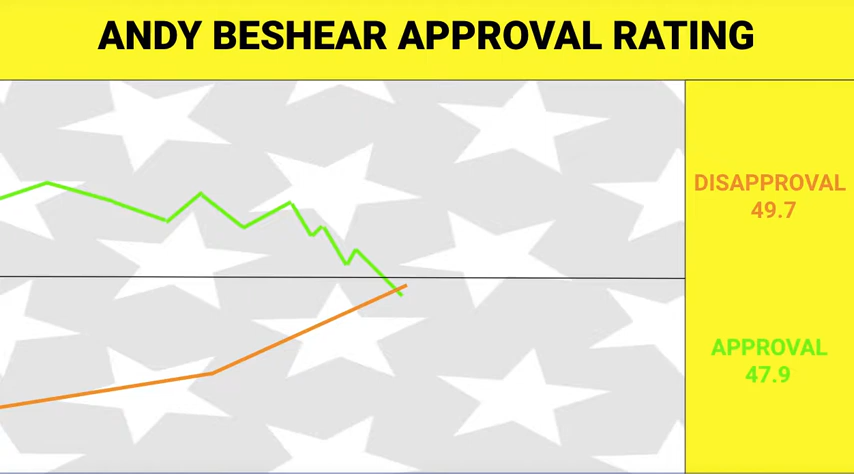 ANDY BESHEAR APPROVAL RATING
DISAPPROVAL
49.7
APPROVAL
47.9